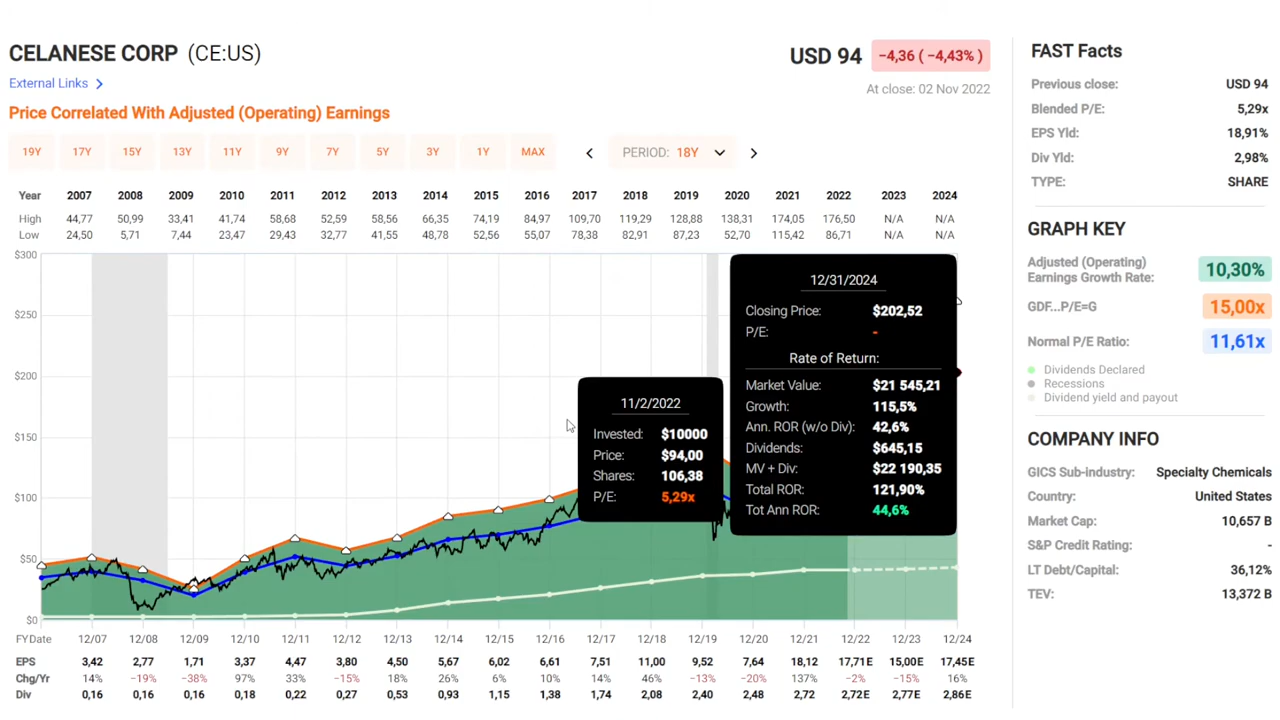 CELANESE CORP (CE:US)
External Links
Price Correlated With Adjusted (Operating) Earnings
USD 94 −4,36 ( −4,43% )
At close: 02 Nov 2022
19Y 17Y 15Y 13Y 11Y 9Y 7Y 5Y 3Y 1Y MAX PERIOD: 18Y
Year 2007 2008 2009 2010 2011 2012 2013 2014 2015 2016 2017 2018 2019 2020 2021 2022 2023 2024
High 44,77 50,99 33,41 41,74 58,68 52,59 58,56 66,35 74,19 84,97 109,70 119,29 128,88 138,31 174,05 176,50 N/A N/A
Low 24,50 5,71 7,44 23,47 29,43 32,77 41,55 48,78 52,56 55,07 78,38 82,91 87,23 52,70 115,42 86,71 N/A N/A
$300
$250
$200
$150
$100
$50
$0
11/2/2022
Invested: $10000
Price: $94,00
Shares: 106,38
P/E: 5,29x
12/31/2024
Closing Price: $202,52
P/E: -
Rate of Return:
Market Value: $21 545,21
Growth: 115,5%
Ann. ROR (w/o Div): 42,6%
Dividends: $645,15
MV + Div: $22 190,35
Total ROR: 121,90%
Tot Ann ROR: 44,6%
FYDate 12/07 12/08 12/09 12/10 12/11 12/12 12/13 12/14 12/15 12/16 12/17 12/18 12/19 12/20 12/21 12/22 12/23 12/24
EPS 3,42 2,77 1,71 3,37 4,47 3,80 4,50 5,67 6,02 6,61 7,51 11,00 9,52 7,64 18,12 17,71E 15,00E 17,45E
Chg/Yr 14% −19% −38% 97% 33% −15% 18% 26% 6% 10% 14% 46% −13% −20% 137% −2% −15% 16%
Div 0,16 0,16 0,16 0,18 0,22 0,27 0,53 0,93 1,15 1,38 1,74 2,08 2,40 2,48 2,72 2,72E 2,77E 2,86E
FAST Facts
Previous close: USD 94
Blended P/E: 5,29x
EPS Yld: 18,91%
Div Yld: 2,98%
TYPE: SHARE
GRAPH KEY
Adjusted (Operating)
Earnings Growth Rate: 10,30%
GDF...P/E=G 15,00x
Normal P/E Ratio: 11,61x
Dividends Declared
Recessions
Dividend yield and payout
COMPANY INFO
GICS Sub-industry: Specialty Chemicals
Country: United States
Market Cap: 10,657 B
S&P Credit Rating: -
LT Debt/Capital: 36,12%
TEV: 13,372 B